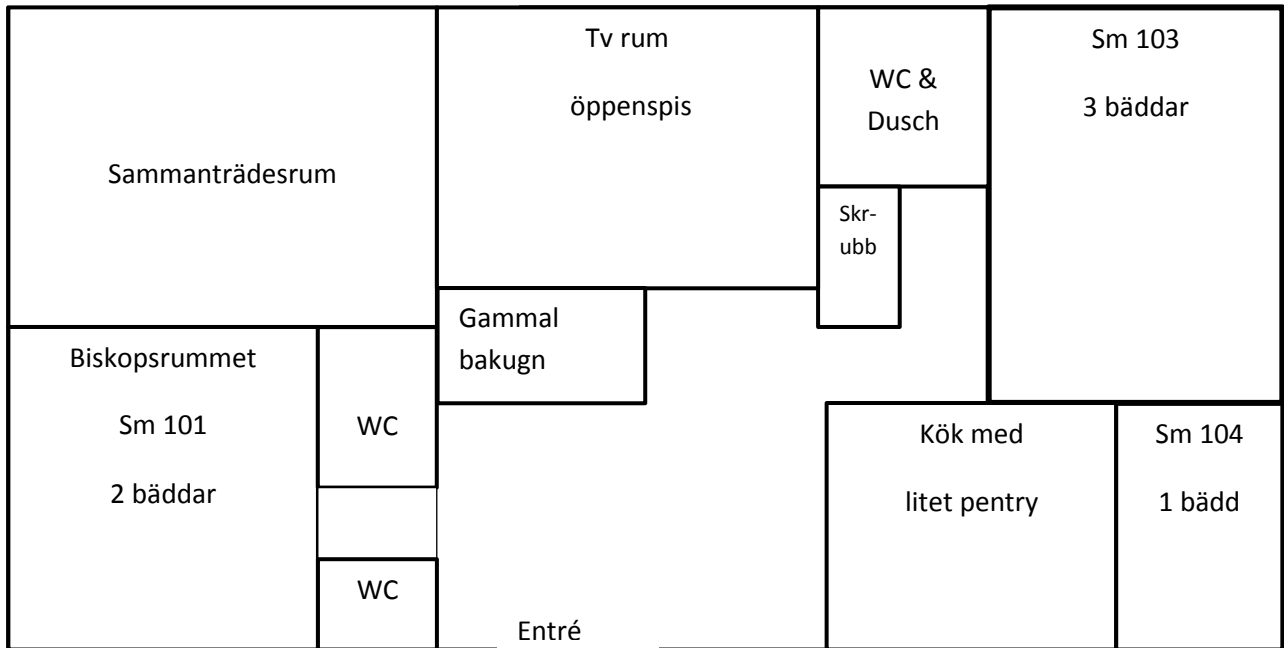 Sammanträdesrum
Tv rum
öppenspis
WC &
Dusch
Sm 103
3 bäddar
Skr-
ubb
Gammal
bakugn
Biskopsrummet
Sm 101
2 bäddar
WC
WC
Entré
Kök med
litet pentry
Sm 104
1 bädd